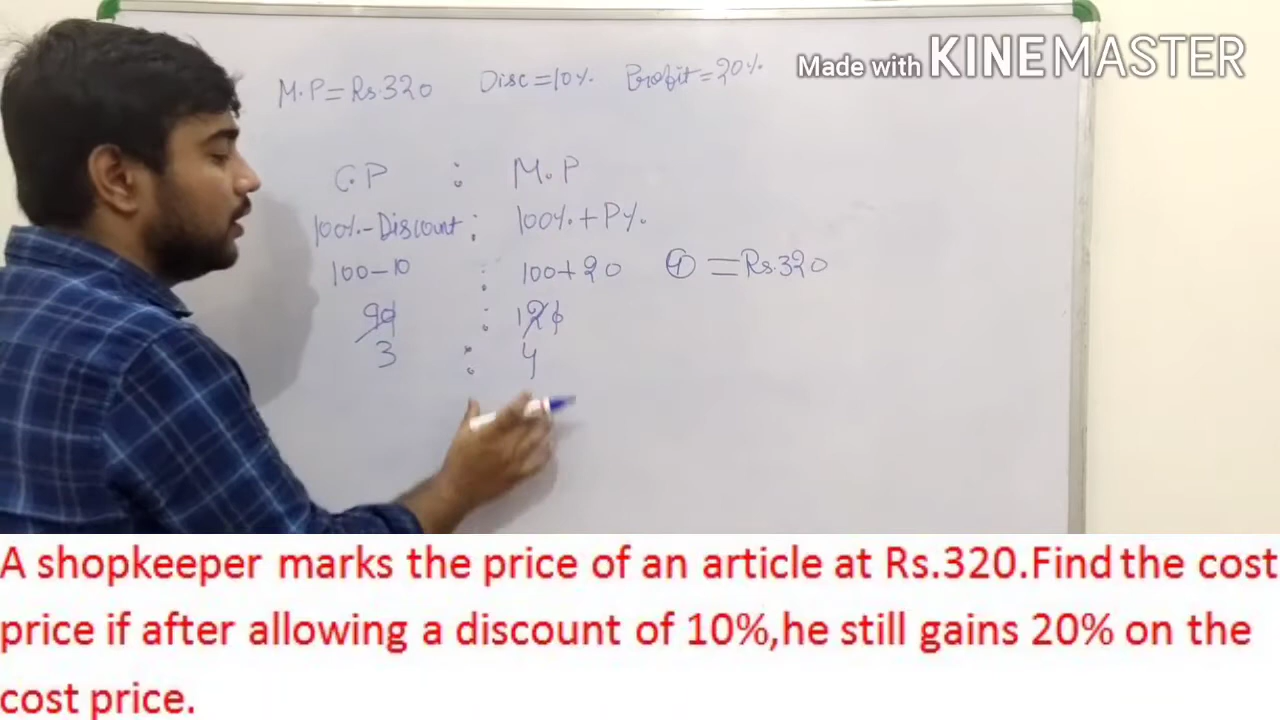 Made with KINEMASTER
M.P=Rs.320 Disc=10% Profit=20%
C.P : M.P
100%-Discount : 100%+P%
100-10 : 100+20 4 = Rs.320
90 : 120
3 : 4
A shopkeeper marks the price of an article at Rs.320.Find the cost
price if after allowing a discount of 10%,he still gains 20% on the
cost price.